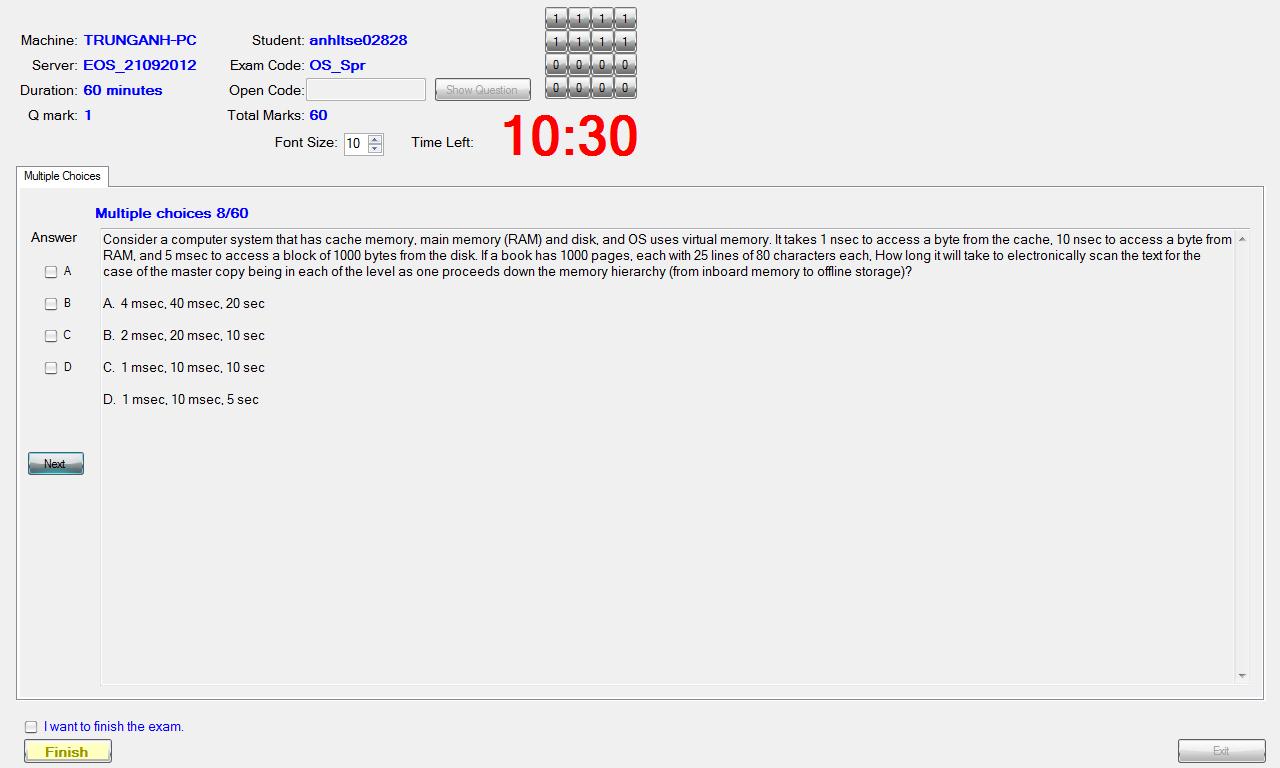 Machine: TRUNGANH-PC Student: anhltse02828
Server: EOS_21092012 Exam Code: OS_Spr
Duration: 60 minutes Open Code: Show Question
Q mark: 1 Total Marks: 60
1 1 1 1
1 1 1 1
0 0 0 0
0 0 0 0
Font Size: 10 Time Left: 10:30
Multiple Choices
Multiple choices 8/60
Answer
A
B
C
D
Next
Consider a computer system that has cache memory, main memory (RAM) and disk, and OS uses virtual memory. It takes 1 nsec to access a byte from the cache, 10 nsec to access a byte from
RAM, and 5 msec to access a block of 1000 bytes from the disk. If a book has 1000 pages, each with 25 lines of 80 characters each, How long it will take to electronically scan the text for the
case of the master copy being in each of the level as one proceeds down the memory hierarchy (from inboard memory to offline storage)?
A. 4 msec, 40 msec, 20 sec
B. 2 msec, 20 msec, 10 sec
C. 1 msec, 10 msec, 10 sec
D. 1 msec, 10 msec, 5 sec
I want to finish the exam.
Finish
Exit